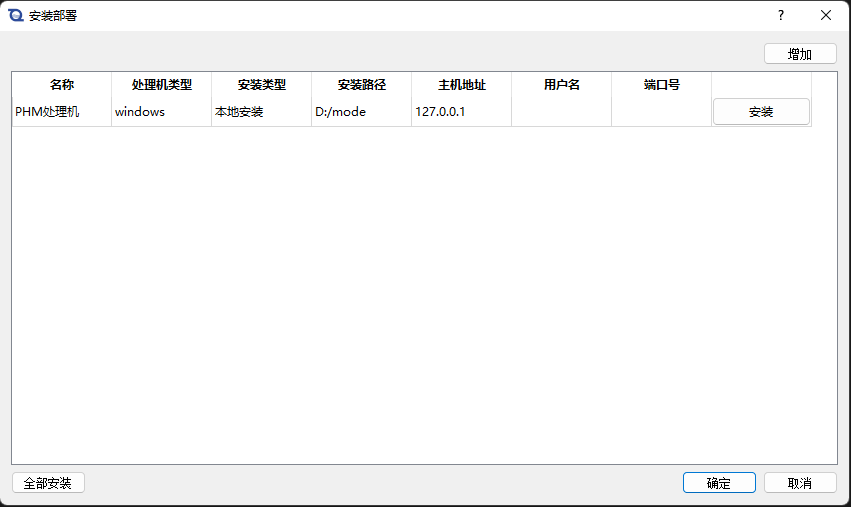 安装部署
增加
名称 处理机类型 安装类型 安装路径 主机地址 用户名 端口号
PHM处理机 windows 本地安装 D:/mode 127.0.0.1 安装
全部安装 确定 取消